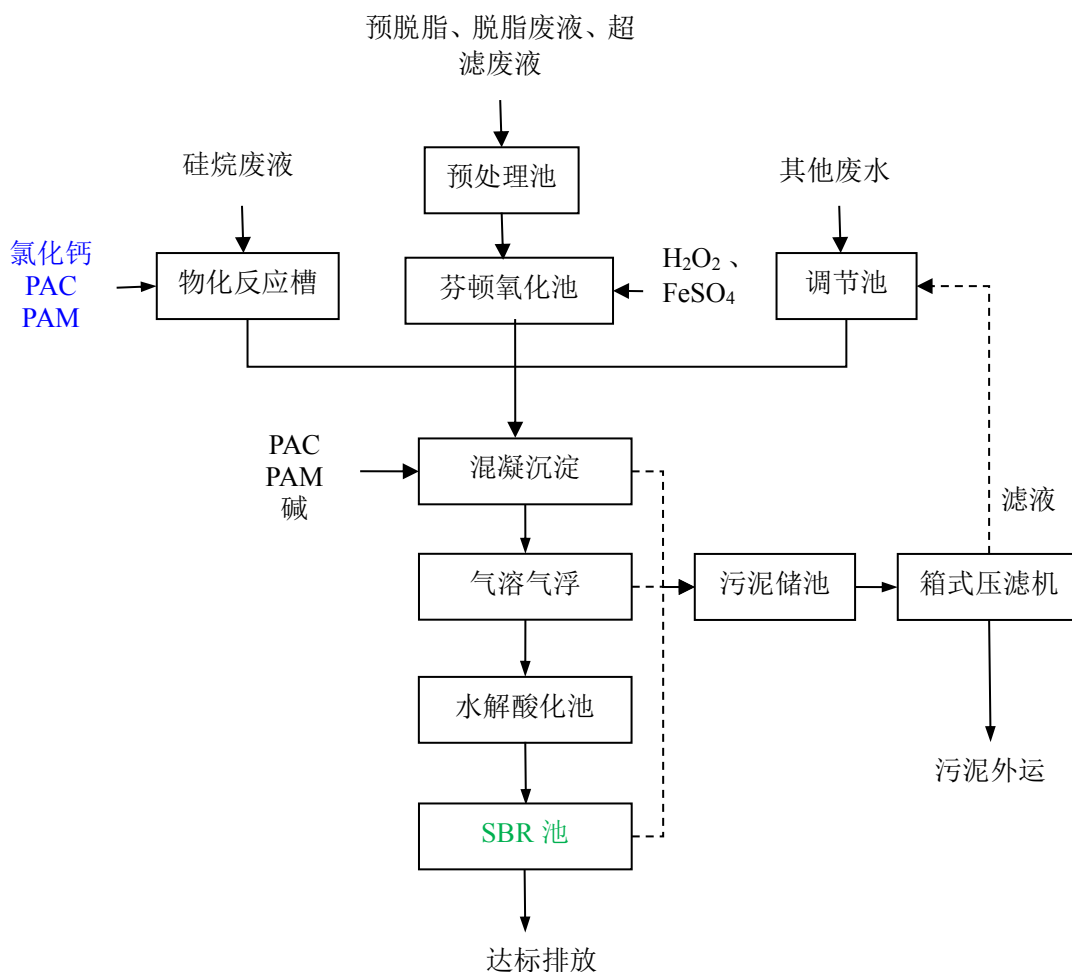 预脱脂、脱脂废液、超
滤废液
硅烷废液
预处理池
其他废水
氯化钙
PAC
PAM
物化反应槽
芬顿氧化池
H₂O₂、
FeSO₄
调节池
PAC
PAM
碱
混凝沉淀
滤液
气溶气浮
污泥储池
箱式压滤机
水解酸化池
污泥外运
SBR 池
达标排放